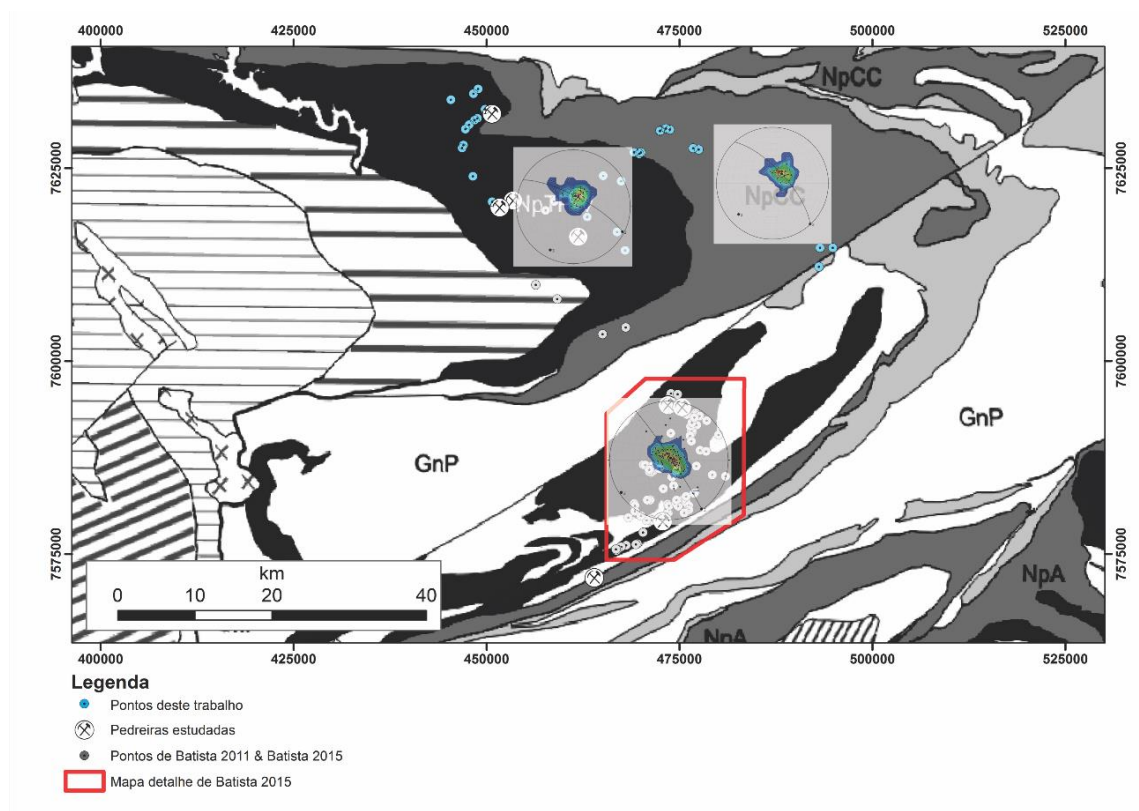 400000 425000 450000 475000 500000 525000
NpCC
7625000 7625000
NpCC
7600000 7600000
GnP
GnP
7575000 7575000
km
0 10 20 40
NpA
NpA
400000 425000 450000 475000 500000 525000
Legenda
Pontos deste trabalho
Pedreiras estudadas
Pontos de Batista 2011 & Batista 2015
Mapa detalhe de Batista 2015